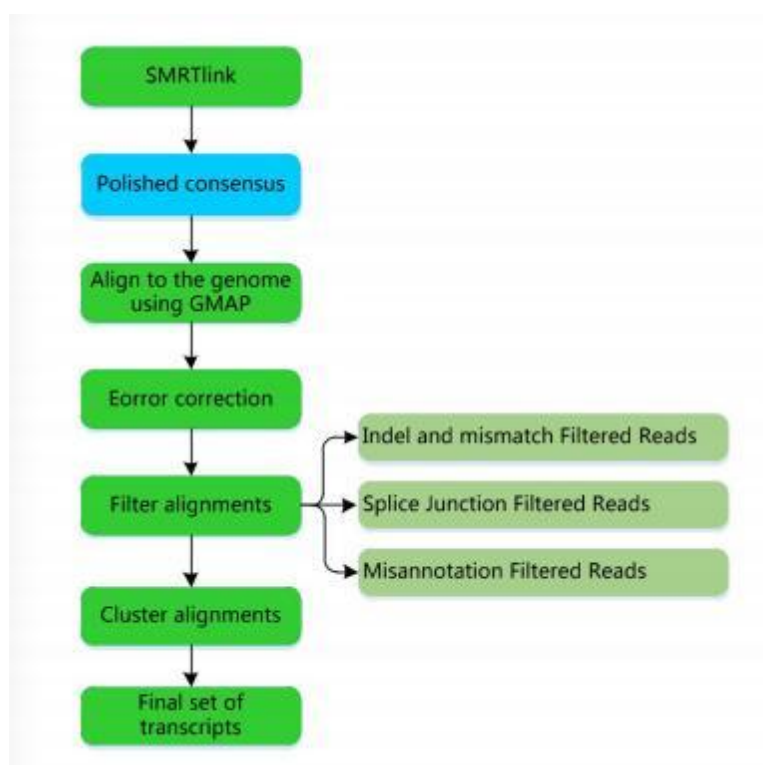 SMRTlink
Polished consensus
Align to the genome
using GMAP
Eorror correction
Filter alignments
Indel and mismatch Filtered Reads
Splice Junction Filtered Reads
Misannotation Filtered Reads
Cluster alignments
Final set of
transcripts